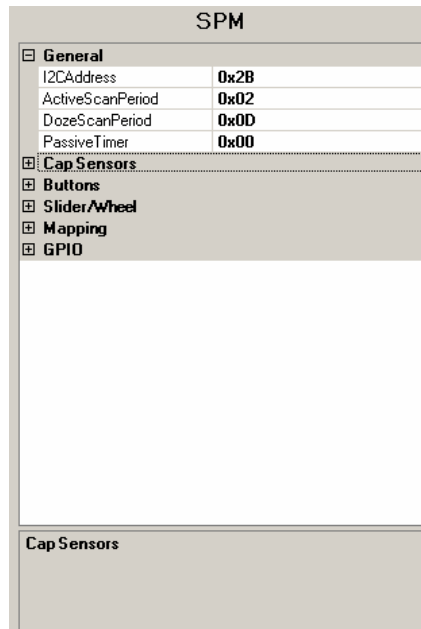 SPM
General
I2CAddress 0x2B
ActiveScanPeriod 0x02
DozeScanPeriod 0x0D
PassiveTimer 0x00
Cap Sensors
Buttons
Slider/Wheel
Mapping
GPIO
Cap Sensors